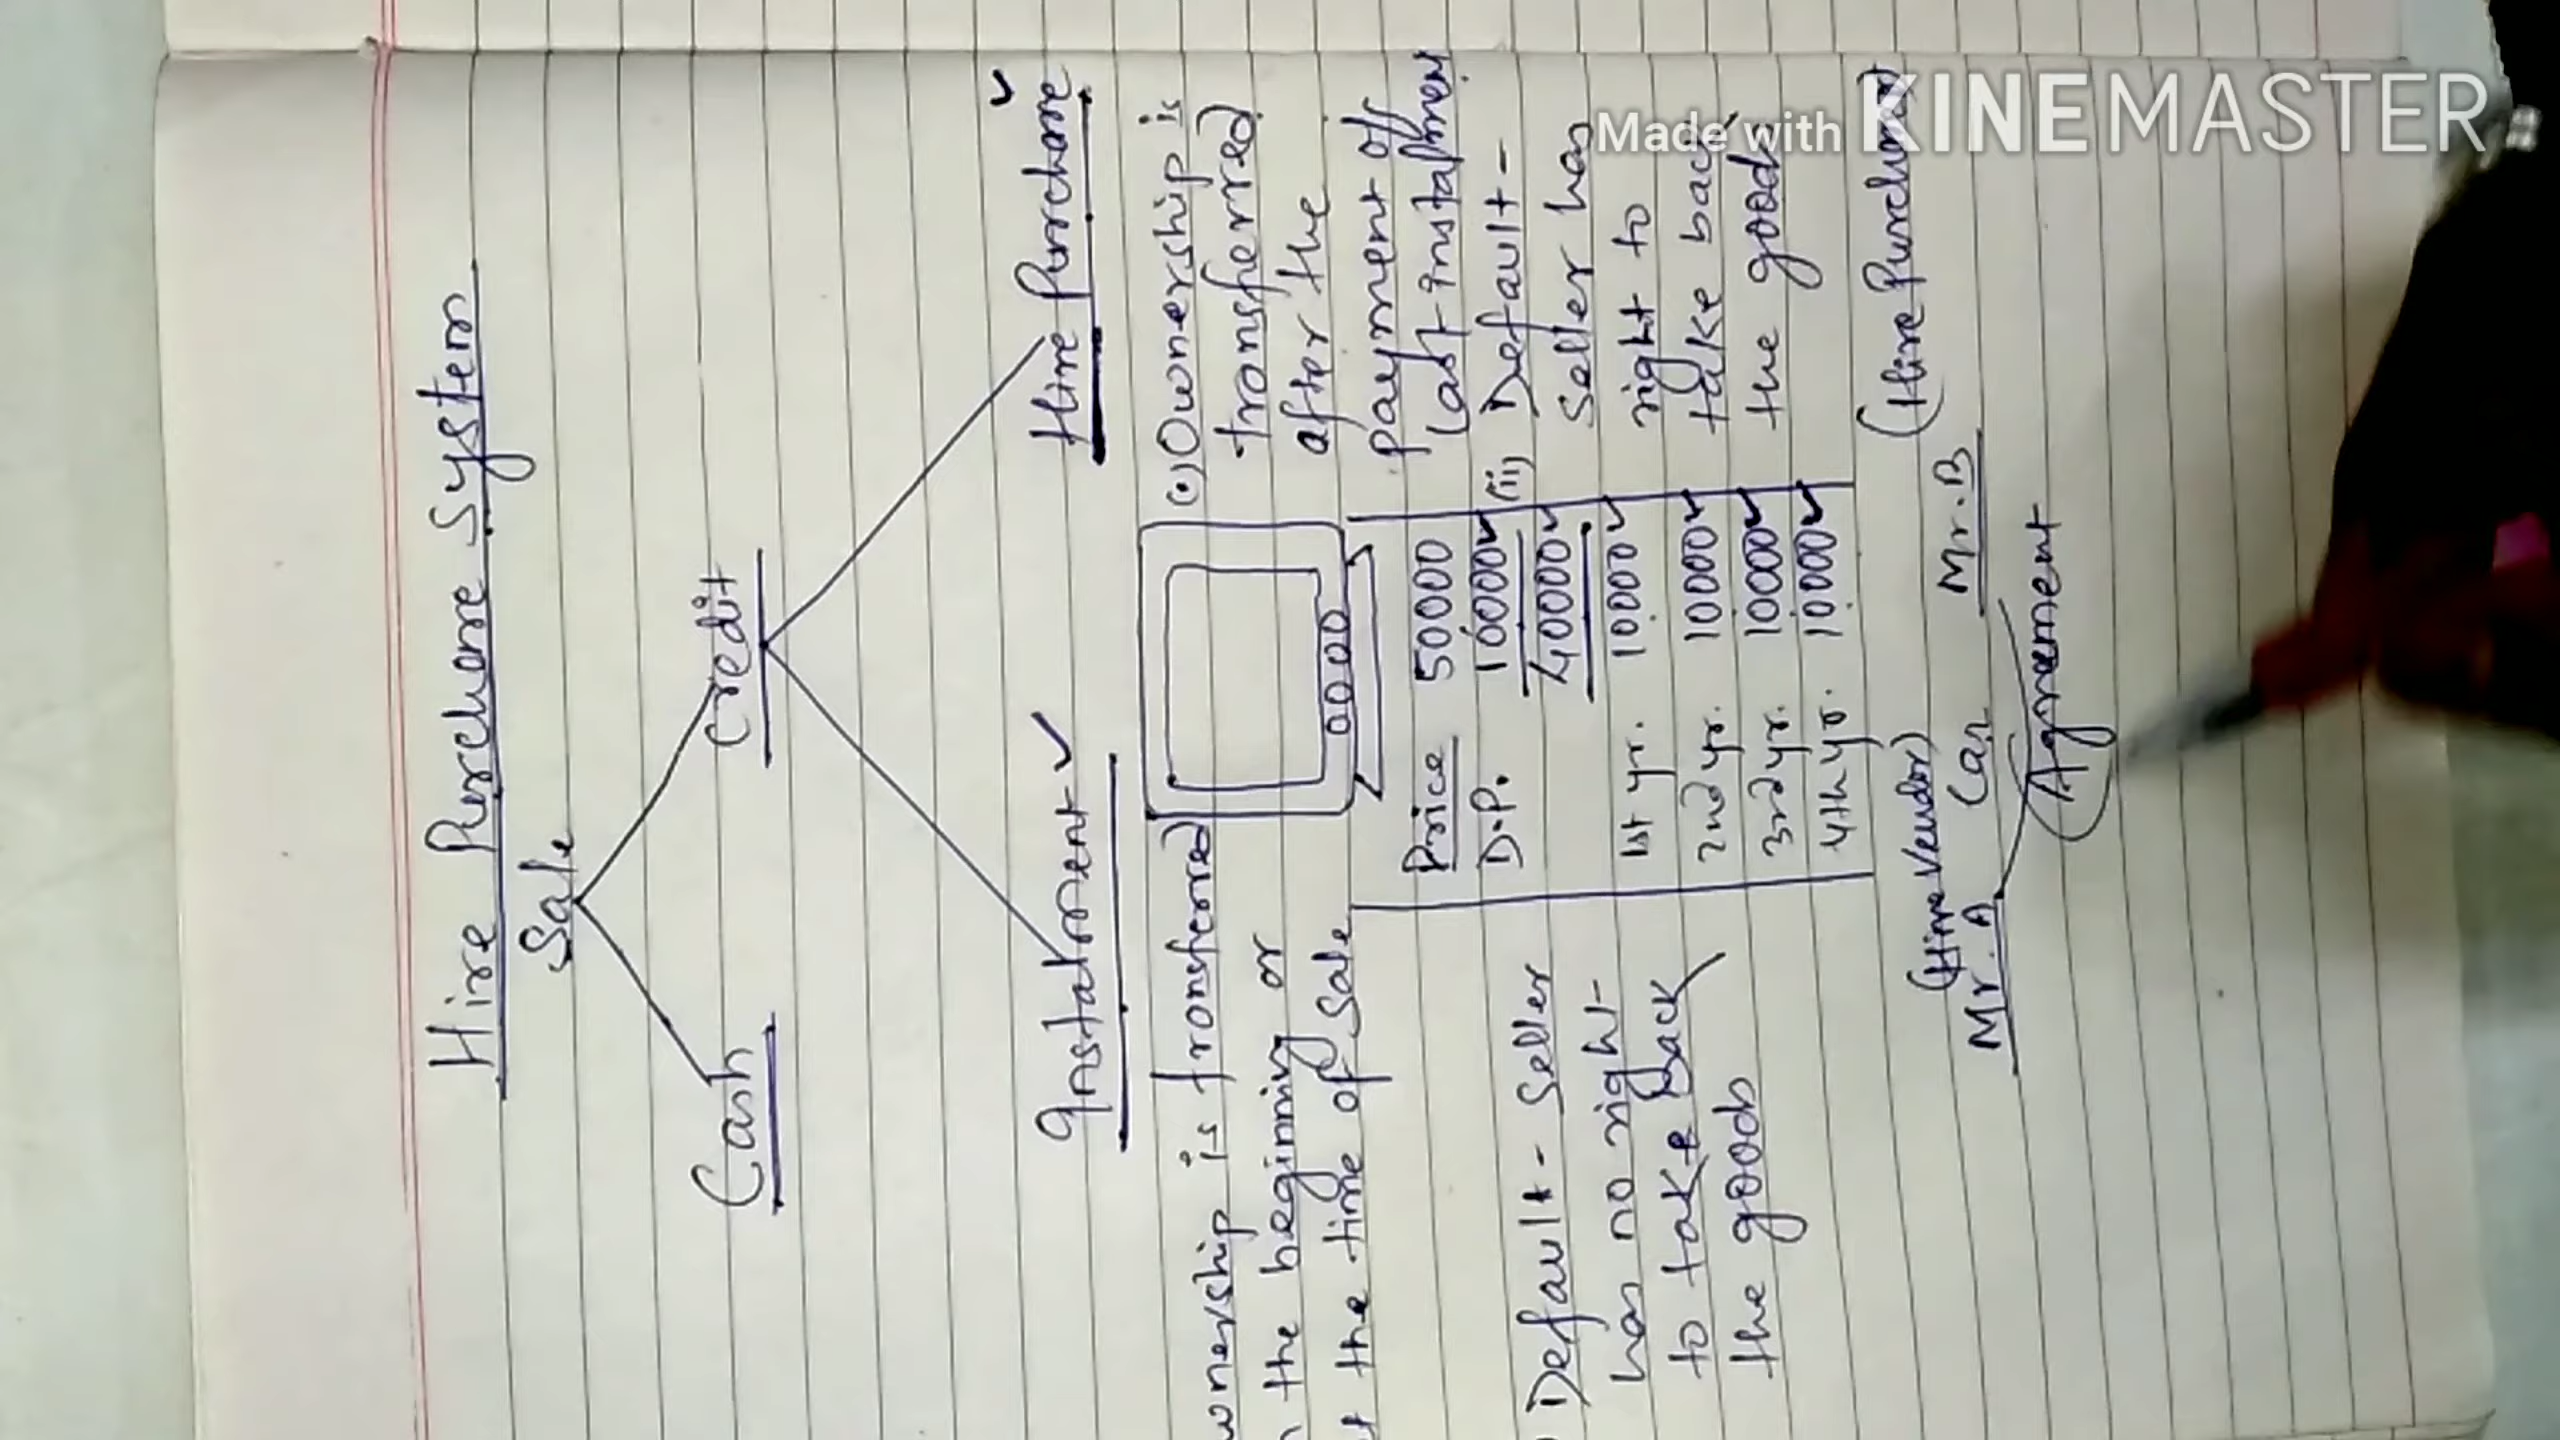 Hire Purchase System
Sale
Cash
Credit
Instalment
Hire Purchase
ownership is transferred
the beginning or
the time of sale
Default - Seller
has no right
to take back
the goods
0000
Price 50000
D.P. 10000
40000
1st yr. 10000
2nd yr. 10000
3rd yr. 10000
4th yr. 10000
(i) Ownership is
transferred
after the
payment of
last instalment
(ii) Default -
Seller has
right to
take back
the goods
(Hire Vendor)
Mr. A
Car
Mr. B
(Hire Purchaser)
Agreement
Made with KINEMASTER